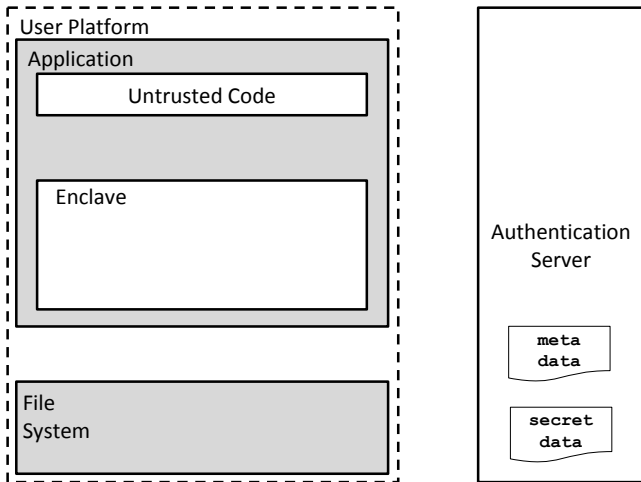 User Platform
Application
Untrusted Code
Enclave
File
System
Authentication
Server
meta
data
secret
data